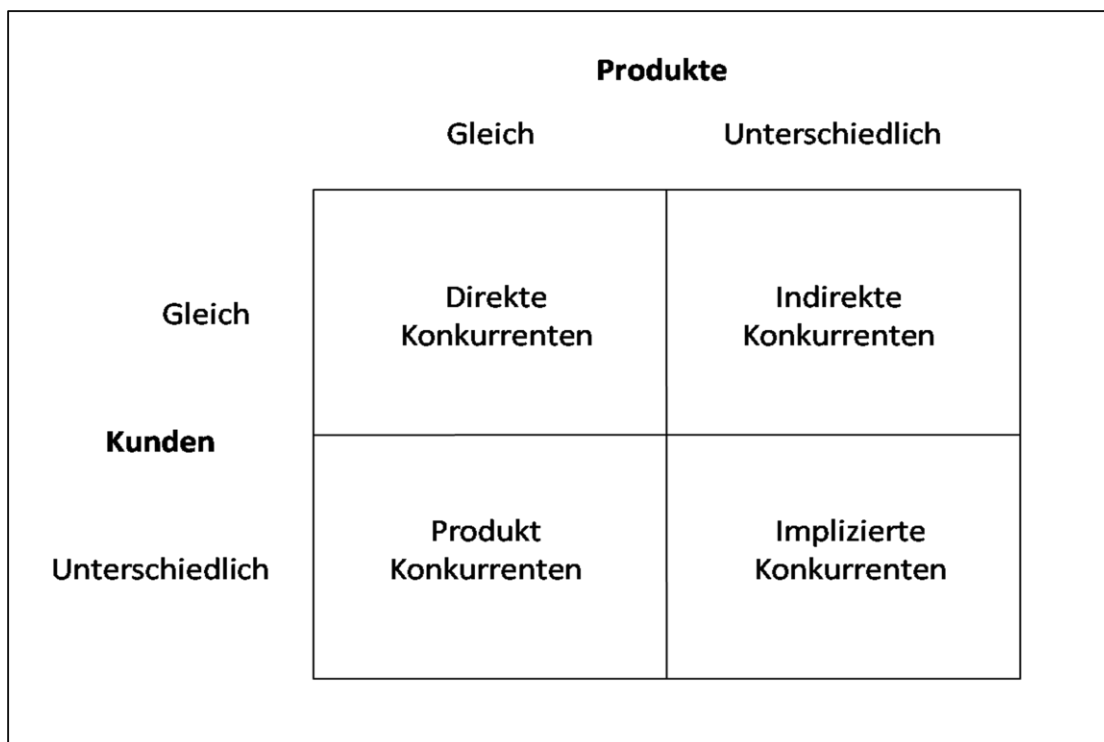 Produkte
Gleich
Unterschiedlich
Gleich
Direkte
Konkurrenten
Indirekte
Konkurrenten
Kunden
Unterschiedlich
Produkt
Konkurrenten
Implizierte
Konkurrenten